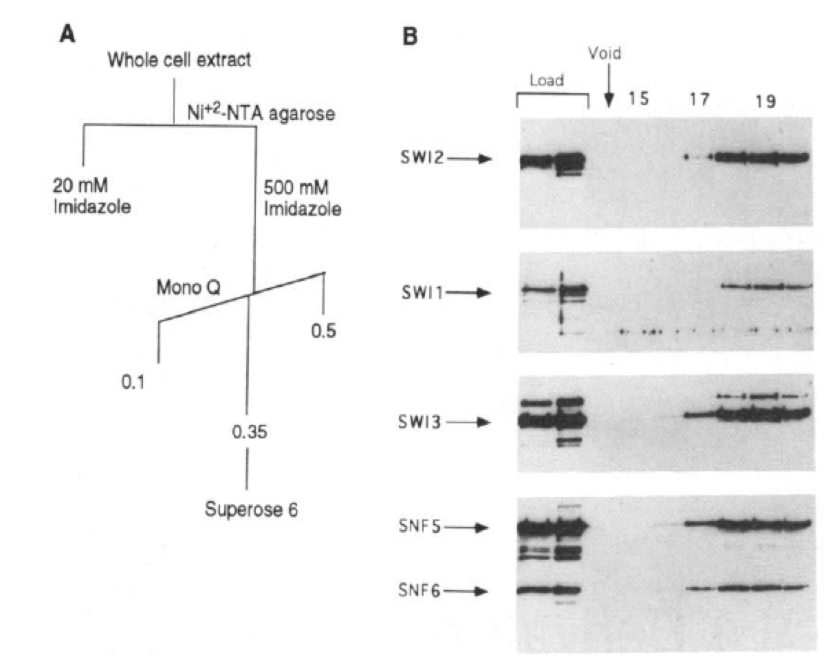 A
Whole cell extract
Ni+2-NTA agarose
20 mM
Imidazole
500 mM
Imidazole
Mono Q
0.1
0.5
0.35
Superose 6
B
Void
Load
15 17 19
SWI2
SWI1
SWI3
SNF5
SNF6